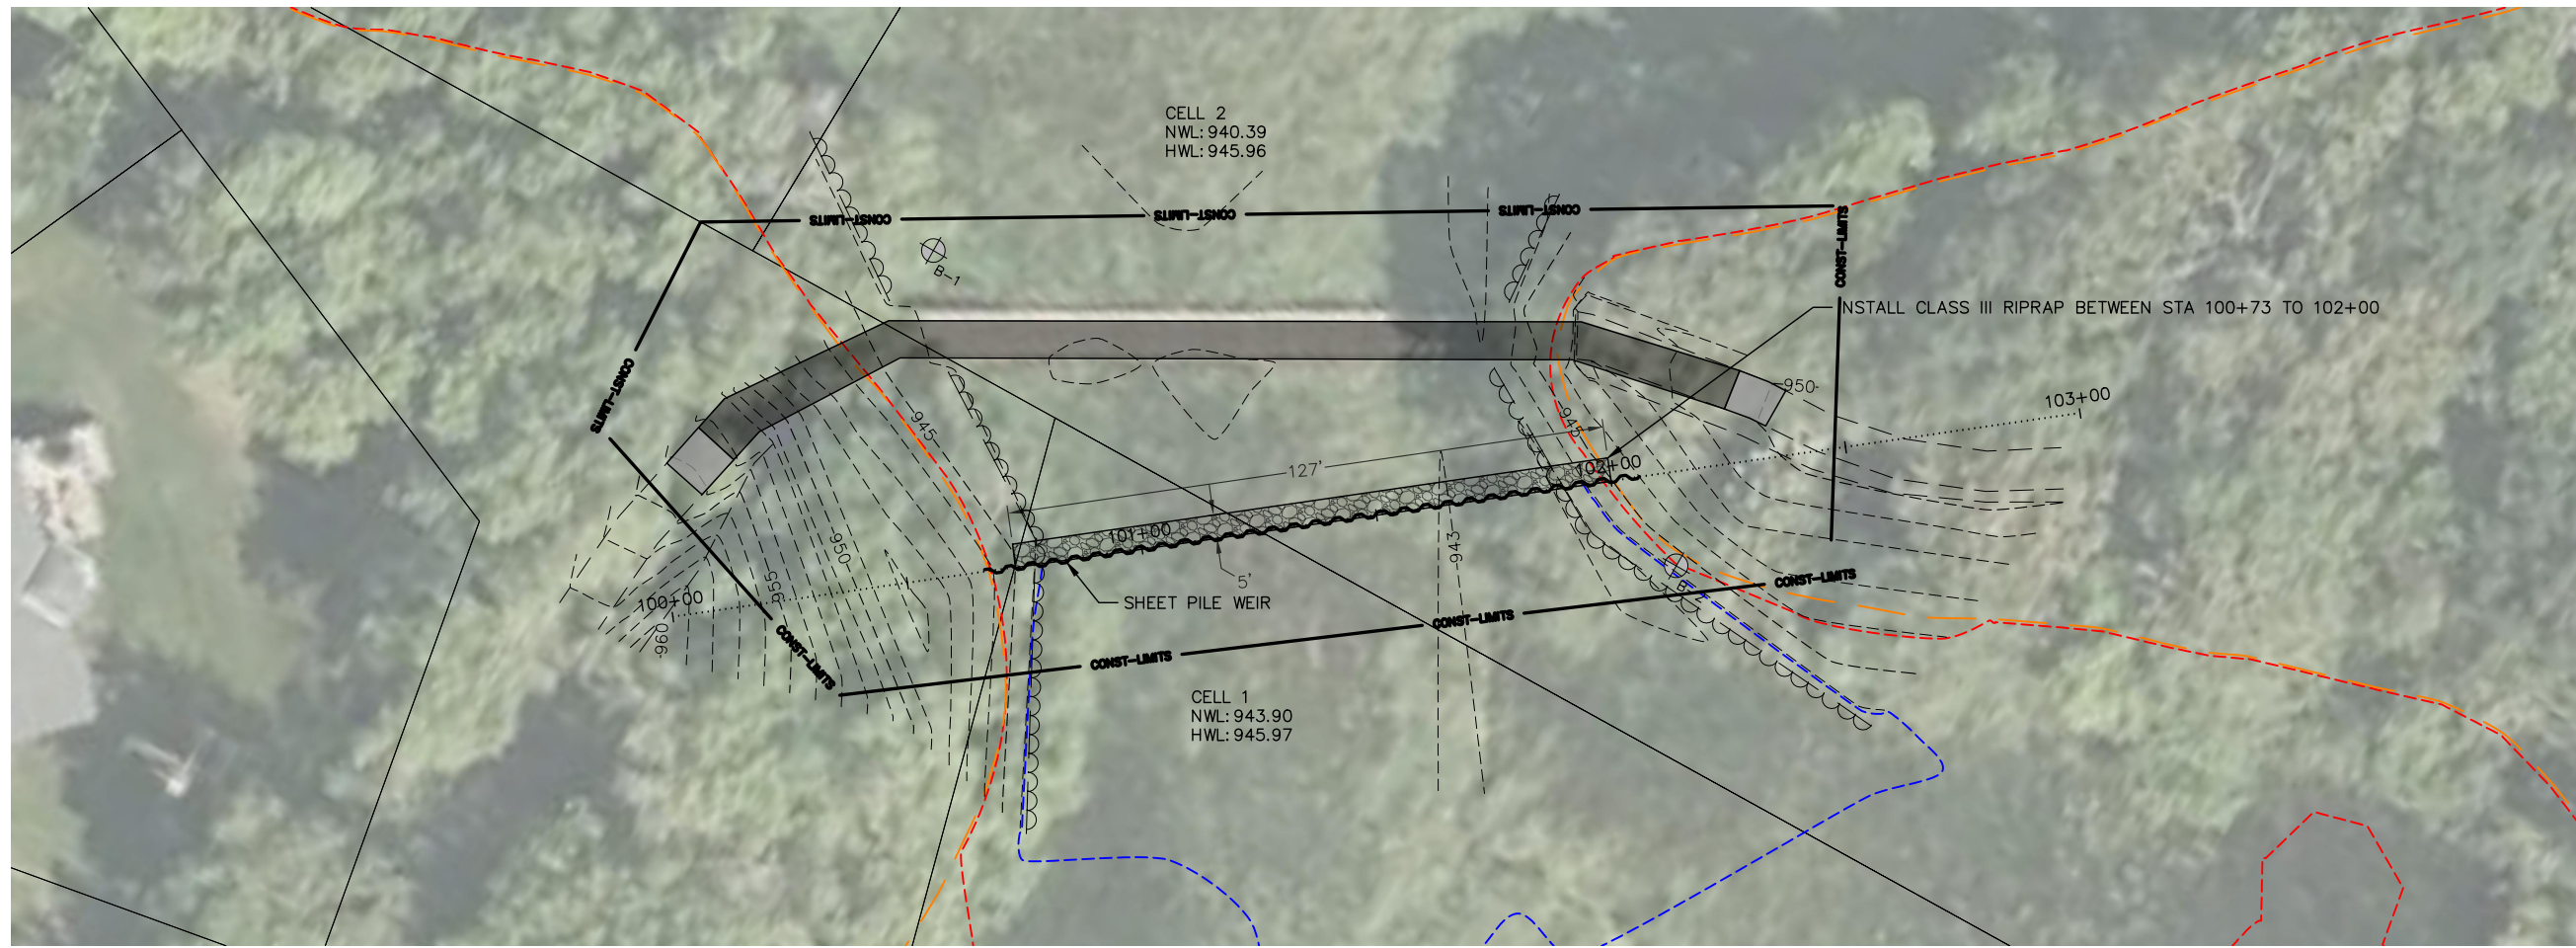 CELL 2
NWL: 940.39
HWL: 945.96
CONST-LIMITS
CONST-LIMITS
CONST-LIMITS
CONST-LIMITS
B-1
NSTALL CLASS III RIPRAP BETWEEN STA 100+73 TO 102+00
CONST-LIMITS
950
103+00
945
945
127'
102+00
101+00
950
943
955
5'
100+00
SHEET PILE WEIR
960
CONST-LIMITS
CONST-LIMITS
CONST-LIMITS
CONST-LIMITS
CELL 1
NWL: 943.90
HWL: 945.97